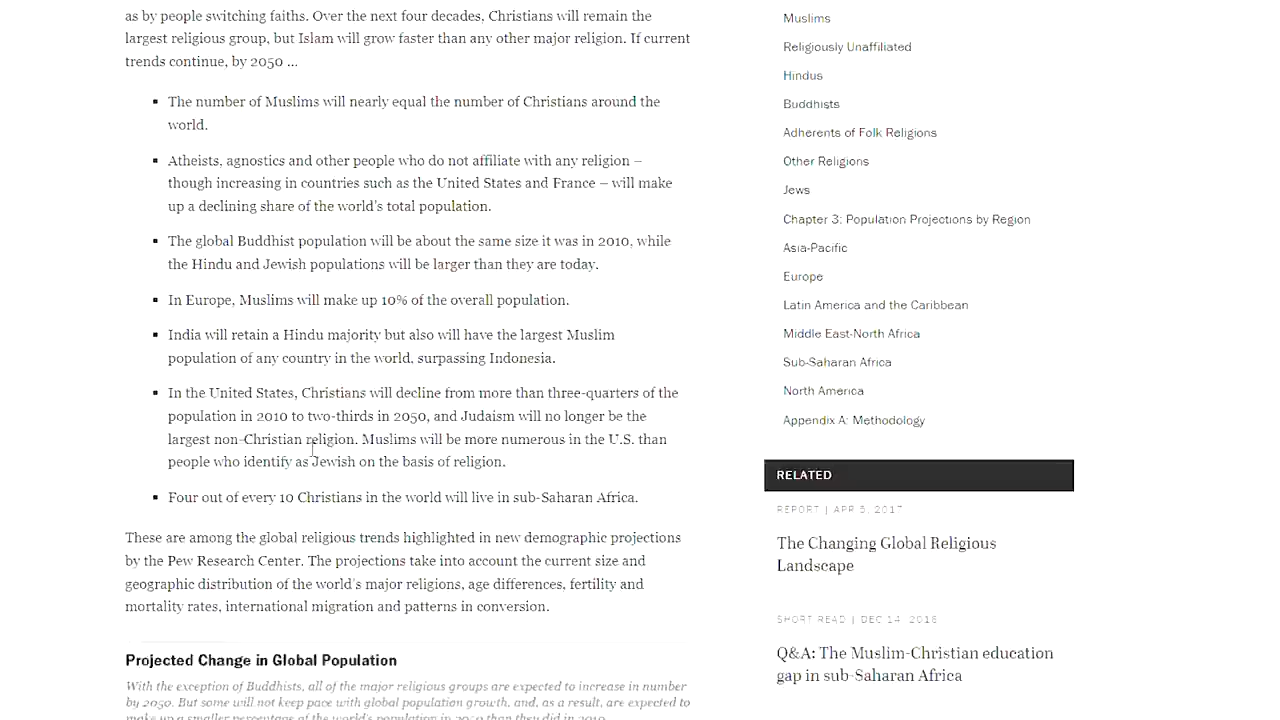 as by people switching faiths. Over the next four decades, Christians will remain the
largest religious group, but Islam will grow faster than any other major religion. If current
trends continue, by 2050 …
▪ The number of Muslims will nearly equal the number of Christians around the
world.
▪ Atheists, agnostics and other people who do not affiliate with any religion –
though increasing in countries such as the United States and France – will make
up a declining share of the world's total population.
▪ The global Buddhist population will be about the same size it was in 2010, while
the Hindu and Jewish populations will be larger than they are today.
▪ In Europe, Muslims will make up 10% of the overall population.
▪ India will retain a Hindu majority but also will have the largest Muslim
population of any country in the world, surpassing Indonesia.
▪ In the United States, Christians will decline from more than three-quarters of the
population in 2010 to two-thirds in 2050, and Judaism will no longer be the
largest non-Christian religion. Muslims will be more numerous in the U.S. than
people who identify as Jewish on the basis of religion.
▪ Four out of every 10 Christians in the world will live in sub-Saharan Africa.
These are among the global religious trends highlighted in new demographic projections
by the Pew Research Center. The projections take into account the current size and
geographic distribution of the world's major religions, age differences, fertility and
mortality rates, international migration and patterns in conversion.
Projected Change in Global Population
With the exception of Buddhists, all of the major religious groups are expected to increase in number
by 2050. But some will not keep pace with global population growth, and, as a result, are expected to
make up a smaller percentage of the world's population in 2050 than they did in 2010.
Muslims
Religiously Unaffiliated
Hindus
Buddhists
Adherents of Folk Religions
Other Religions
Jews
Chapter 3: Population Projections by Region
Asia-Pacific
Europe
Latin America and the Caribbean
Middle East-North Africa
Sub-Saharan Africa
North America
Appendix A: Methodology
RELATED
REPORT | APR 5, 2017
The Changing Global Religious
Landscape
SHORT READ | DEC 14, 2016
Q&A: The Muslim-Christian education
gap in sub-Saharan Africa